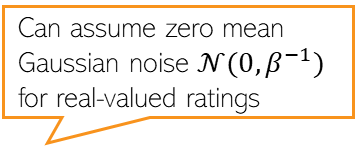 Can assume zero mean
Gaussian noise 𝒩(0, β⁻¹)
for real-valued ratings